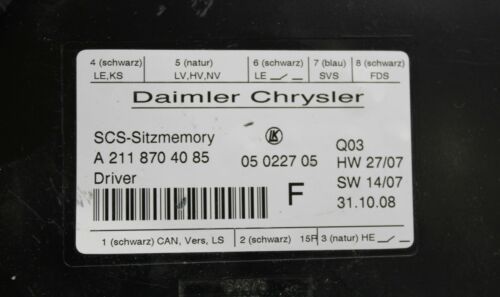 4 (schwarz) 5 (natur) 6 (schwarz) 7 (blau) 8 (schwarz)
LE,KS LV,HV,NV LE SVS FDS
Daimler Chrysler
SCS-Sitzmemory LK Q03
A 211 870 40 85 05 0227 05 HW 27/07
Driver F SW 14/07
31.10.08
1 (schwarz) CAN, Vers, LS 2 (schwarz) 15R 3 (natur) HE